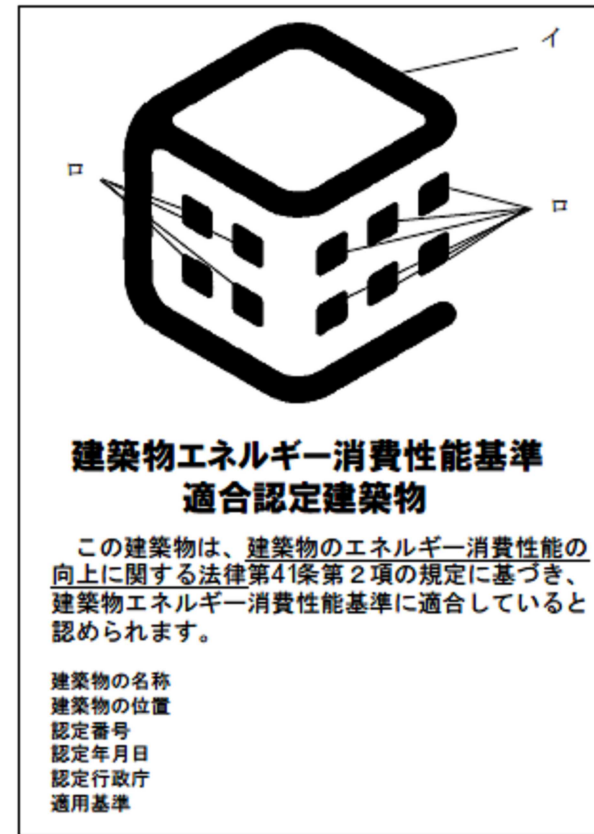 イ
ロ
ロ
建築物エネルギー消費性能基準
適合認定建築物
この建築物は、建築物のエネルギー消費性能の
向上に関する法律第41条第2項の規定に基づき、
建築物エネルギー消費性能基準に適合していると
認められます。
建築物の名称
建築物の位置
認定番号
認定年月日
認定行政庁
適用基準